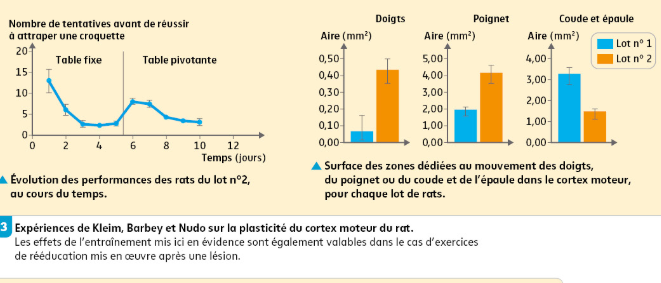 Nombre de tentatives avant de réussir
à attraper une croquette
20
15
10
5
0
Table fixe
Table pivotante
0 2 4 6 8 10 12
Temps (jours)
▲ Évolution des performances des rats du lot n°2,
au cours du temps.
Doigts
Aire (mm²)
0,50
0,40
0,30
0,20
0,10
0,00
Poignet
Aire (mm²)
5,00
4,00
3,00
2,00
1,00
0,00
Coude et épaule
Aire (mm²)
4,00
3,00
2,00
1,00
0,00
Lot n° 1
Lot n° 2
▲ Surface des zones dédiées au mouvement des doigts,
du poignet ou du coude et de l'épaule dans le cortex moteur,
pour chaque lot de rats.
3 Expériences de Kleim, Barbey et Nudo sur la plasticité du cortex moteur du rat.
Les effets de l'entraînement mis ici en évidence sont également valables dans le cas d'exercices
de rééducation mis en œuvre après une lésion.